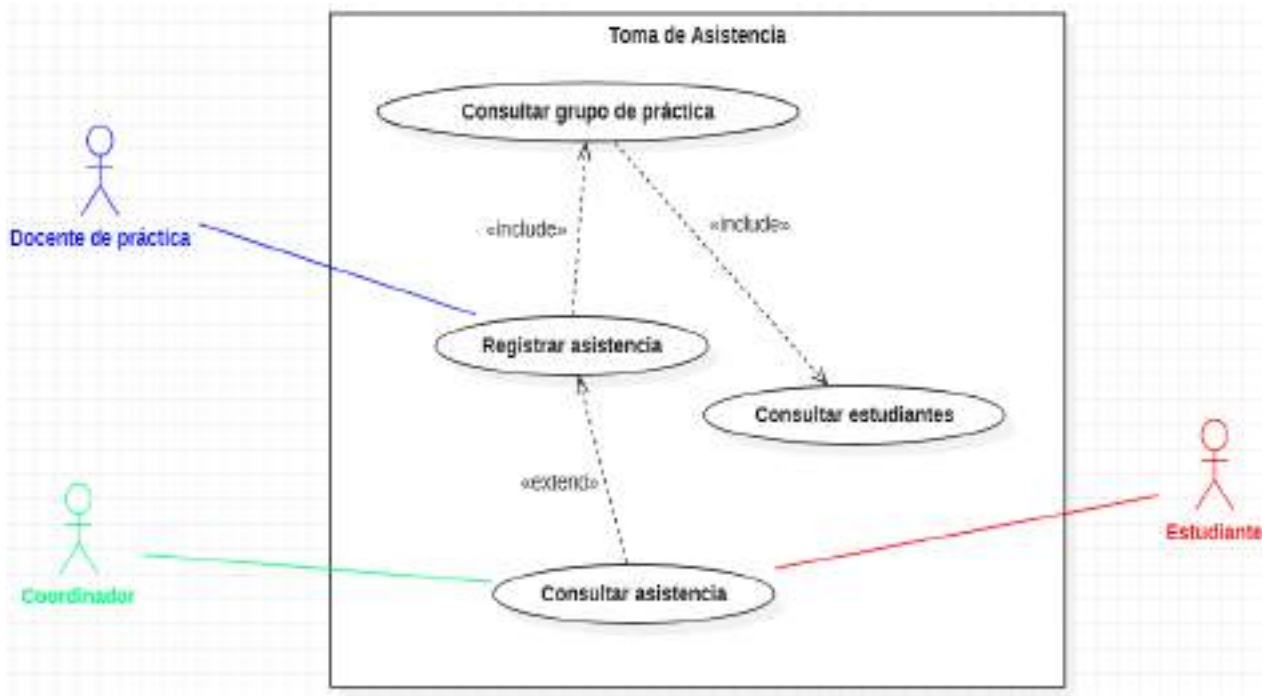 Toma de Asistencia
Consultar grupo de práctica
Docente de práctica
«include»
«include»
Registrar asistencia
Consultar estudiantes
«extend»
Estudiante
Coordinador
Consultar asistencia